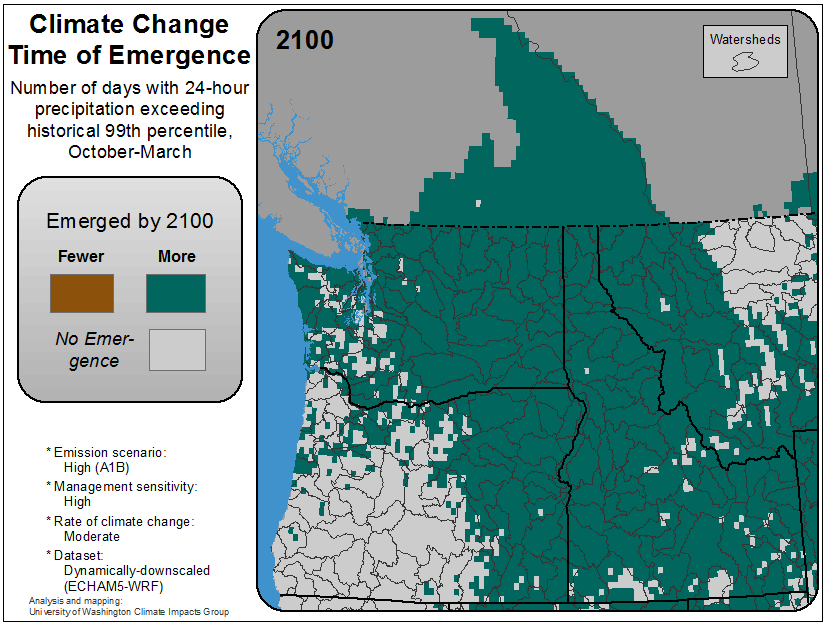 Climate Change
Time of Emergence
Number of days with 24-hour
precipitation exceeding
historical 99th percentile,
October-March
Emerged by 2100
Fewer
More
No Emer-
gence
* Emission scenario:
High (A1B)
* Management sensitivity:
High
* Rate of climate change:
Moderate
* Dataset:
Dynamically-downscaled
(ECHAM5-WRF)
Analysis and mapping:
University of Washington Climate Impacts Group
2100
Watersheds